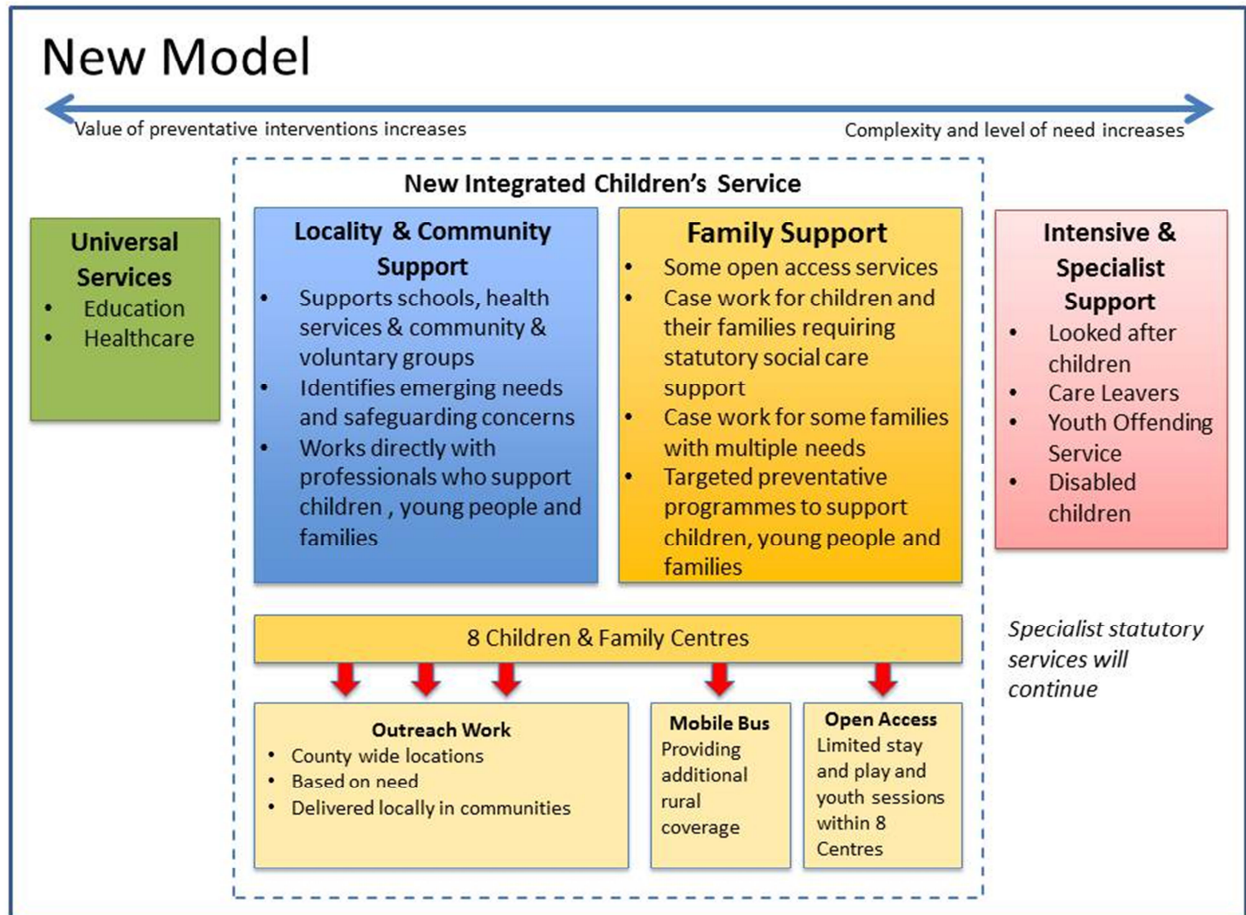 New Model
Value of preventative interventions increases
Complexity and level of need increases
New Integrated Children's Service
Universal
Services
• Education
• Healthcare
Locality & Community
Support
• Supports schools, health
services & community &
voluntary groups
• Identifies emerging needs
and safeguarding concerns
• Works directly with
professionals who support
children , young people and
families
Family Support
• Some open access services
• Case work for children and
their families requiring
statutory social care
support
• Case work for some families
with multiple needs
• Targeted preventative
programmes to support
children, young people and
families
Intensive &
Specialist
Support
• Looked after
children
• Care Leavers
• Youth Offending
Service
• Disabled
children
8 Children & Family Centres
Specialist statutory
services will
continue
Outreach Work
• County wide locations
• Based on need
• Delivered locally in communities
Mobile Bus
Providing
additional
rural
coverage
Open Access
Limited stay
and play and
youth sessions
within 8
Centres